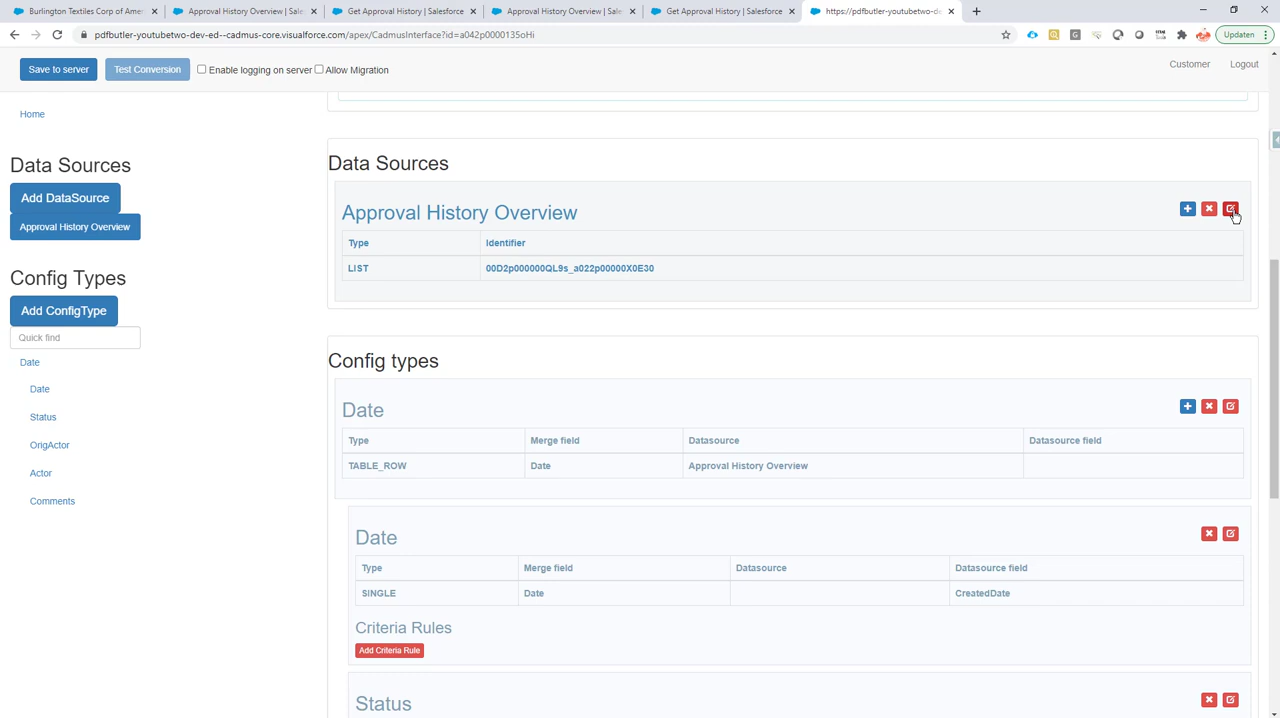 Burlington Textiles Corp of Amer
Approval History Overview | Sale
Get Approval History | Salesforce
Approval History Overview | Sale
Get Approval History | Salesforce
https://pdfbutler-youtubetwo-de
pdfbutler-youtubetwo-dev-ed--cadmus-core.visualforce.com/apex/CadmusInterface?id=a042p0000135oHi
Updaten
Save to server
Test Conversion
Enable logging on server
Allow Migration
Customer
Logout
Home
Data Sources
Add DataSource
Approval History Overview
Config Types
Add ConfigType
Quick find
Date
Date
Status
OrigActor
Actor
Comments
Data Sources
Approval History Overview
Type Identifier
LIST 00D2p000000QL9s_a022p00000X0E30
Config types
Date
Type Merge field Datasource Datasource field
TABLE_ROW Date Approval History Overview
Date
Type Merge field Datasource Datasource field
SINGLE Date CreatedDate
Criteria Rules
Add Criteria Rule
Status